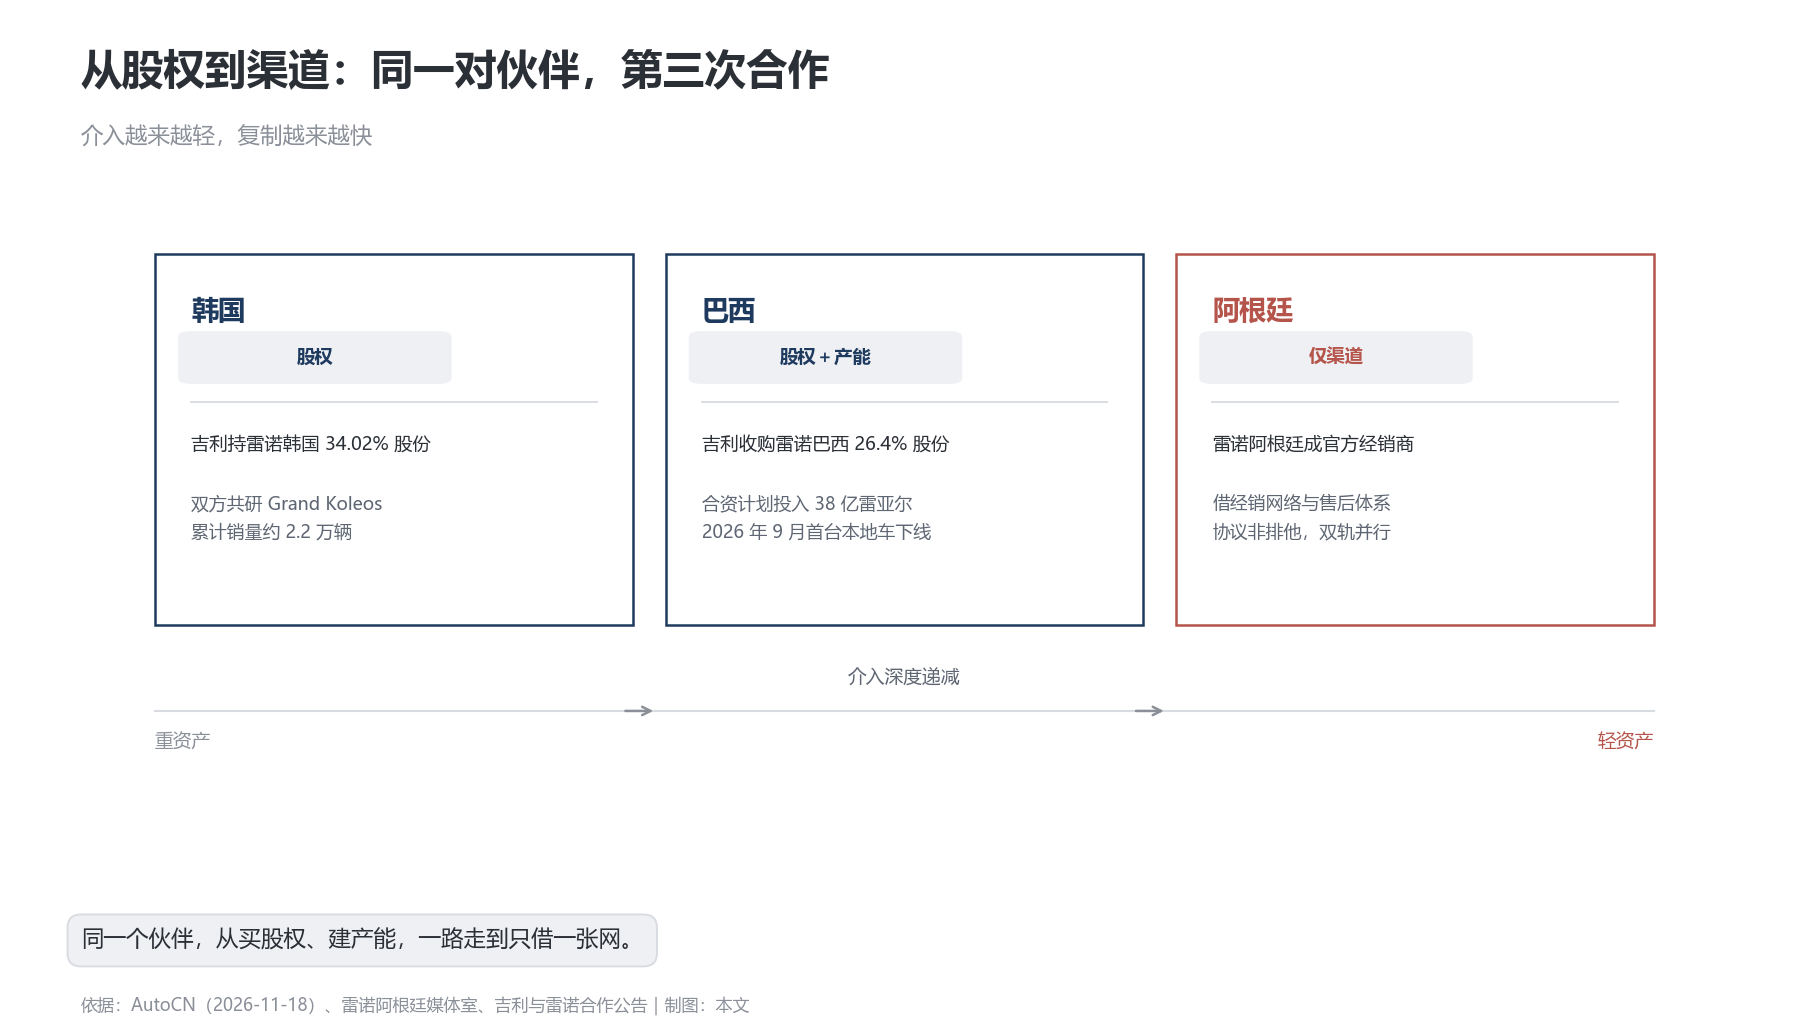 从股权到渠道：同一对伙伴，第三次合作
介入越来越轻，复制越来越快
韩国
股权
吉利持雷诺韩国 34.02% 股份
双方共研 Grand Koleos
累计销量约 2.2 万辆
巴西
股权 + 产能
吉利收购雷诺巴西 26.4% 股份
合资计划投入 38 亿雷亚尔
2026 年 9 月首台本地车下线
阿根廷
仅渠道
雷诺阿根廷成官方经销商
借经销网络与售后体系
协议非排他，双轨并行
介入深度递减
重资产
轻资产
同一个伙伴，从买股权、建产能，一路走到只借一张网。
依据：AutoCN（2026-11-18）、雷诺阿根廷媒体室、吉利与雷诺合作公告 | 制图：本文